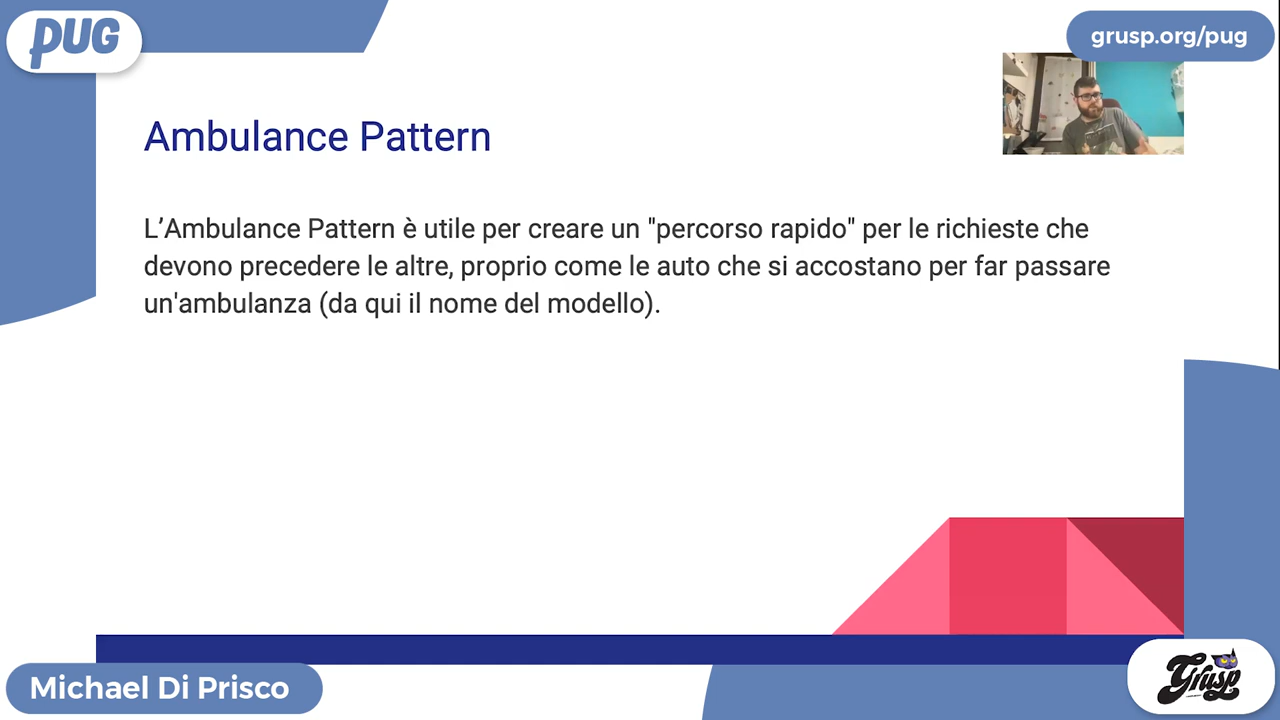 PUG
grusp.org/pug
Ambulance Pattern
L’Ambulance Pattern è utile per creare un "percorso rapido" per le richieste che
devono precedere le altre, proprio come le auto che si accostano per far passare
un'ambulanza (da qui il nome del modello).
Michael Di Prisco
Grusp